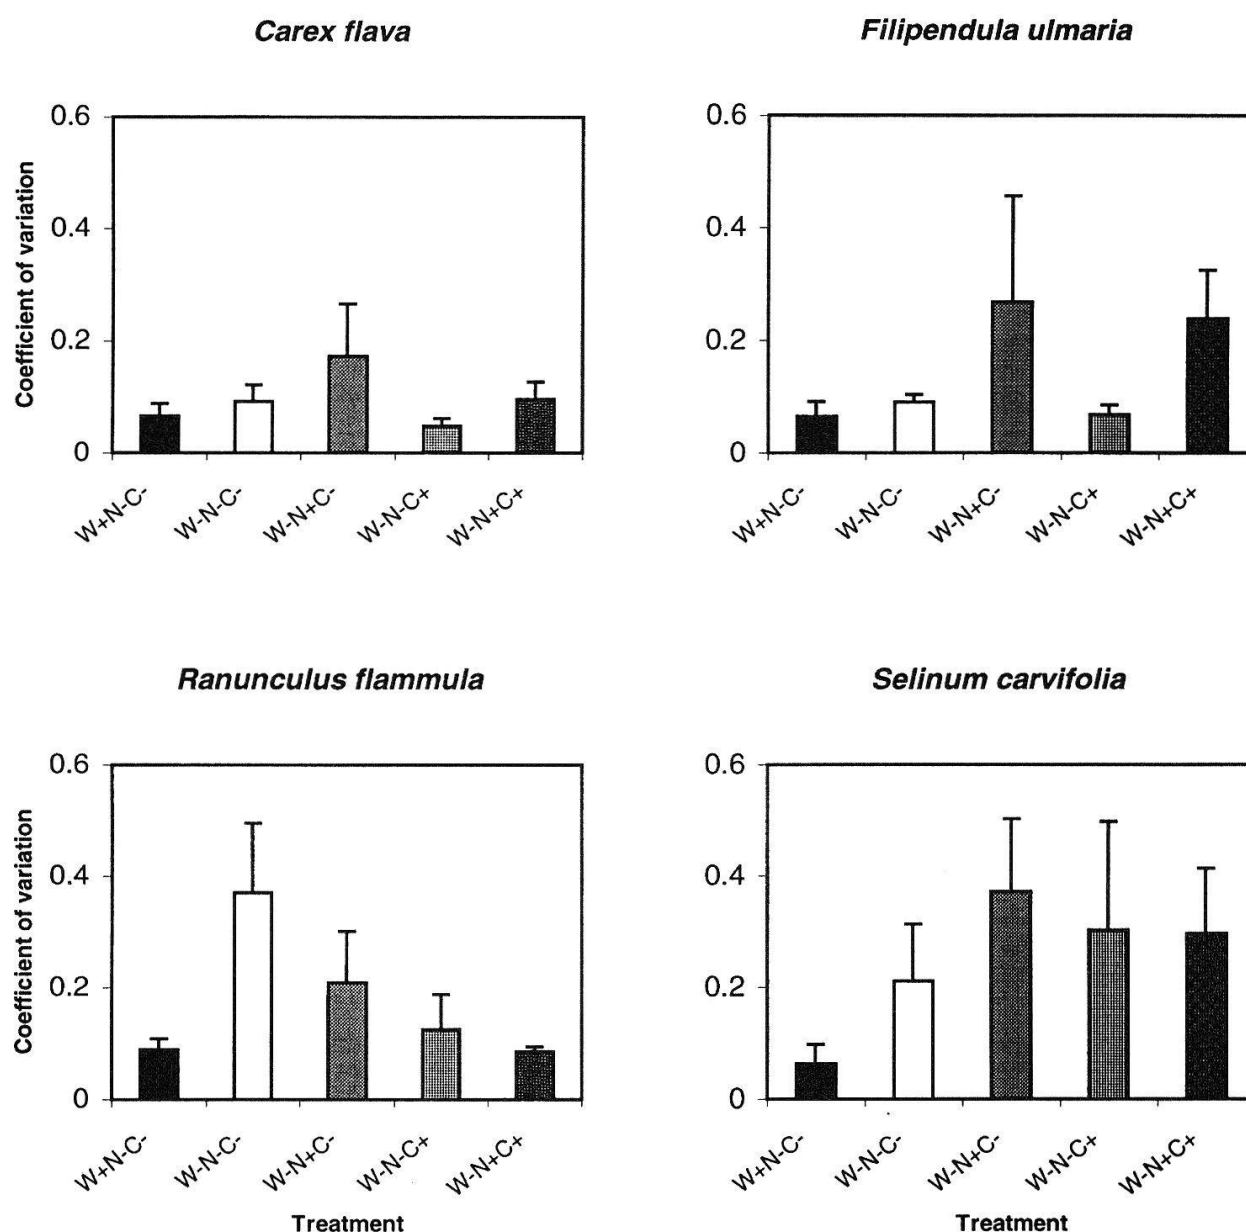 Carex flava
Filipendula ulmaria
Coefficient of variation
0.6
0.4
0.2
0
W+N-C-
W-N-C-
W-N+C-
W-N-C+
W-N+C+
0.6
0.4
0.2
0
W+N-C-
W-N-C-
W-N+C-
W-N-C+
W-N+C+
Ranunculus flammula
Selinum carvifolia
Coefficient of variation
0.6
0.4
0.2
0
W+N-C-
W-N-C-
W-N+C-
W-N-C+
W-N+C+
Treatment
0.6
0.4
0.2
0
W+N-C-
W-N-C-
W-N+C-
W-N-C+
W-N+C+
Treatment